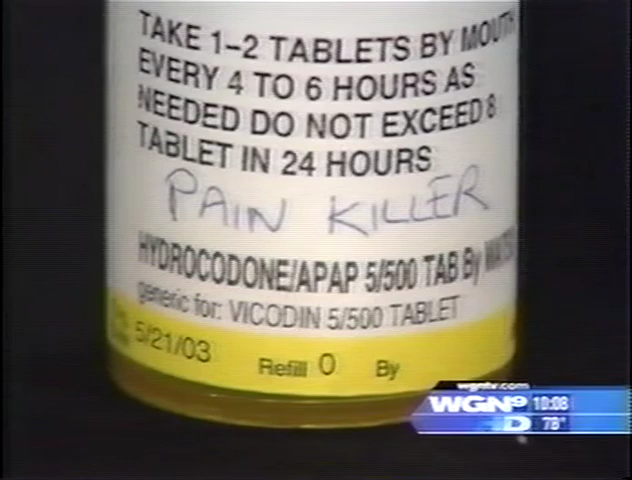 TAKE 1-2 TABLETS BY MOUTH
EVERY 4 TO 6 HOURS AS
NEEDED DO NOT EXCEED 8
TABLET IN 24 HOURS
PAIN KILLER
HYDROCODONE/APAP 5/500 TAB By
generic for: VICODIN 5/500 TABLET
5/21/03 Refill 0 By
wgntv.com
WGN9 10:08
D 78°